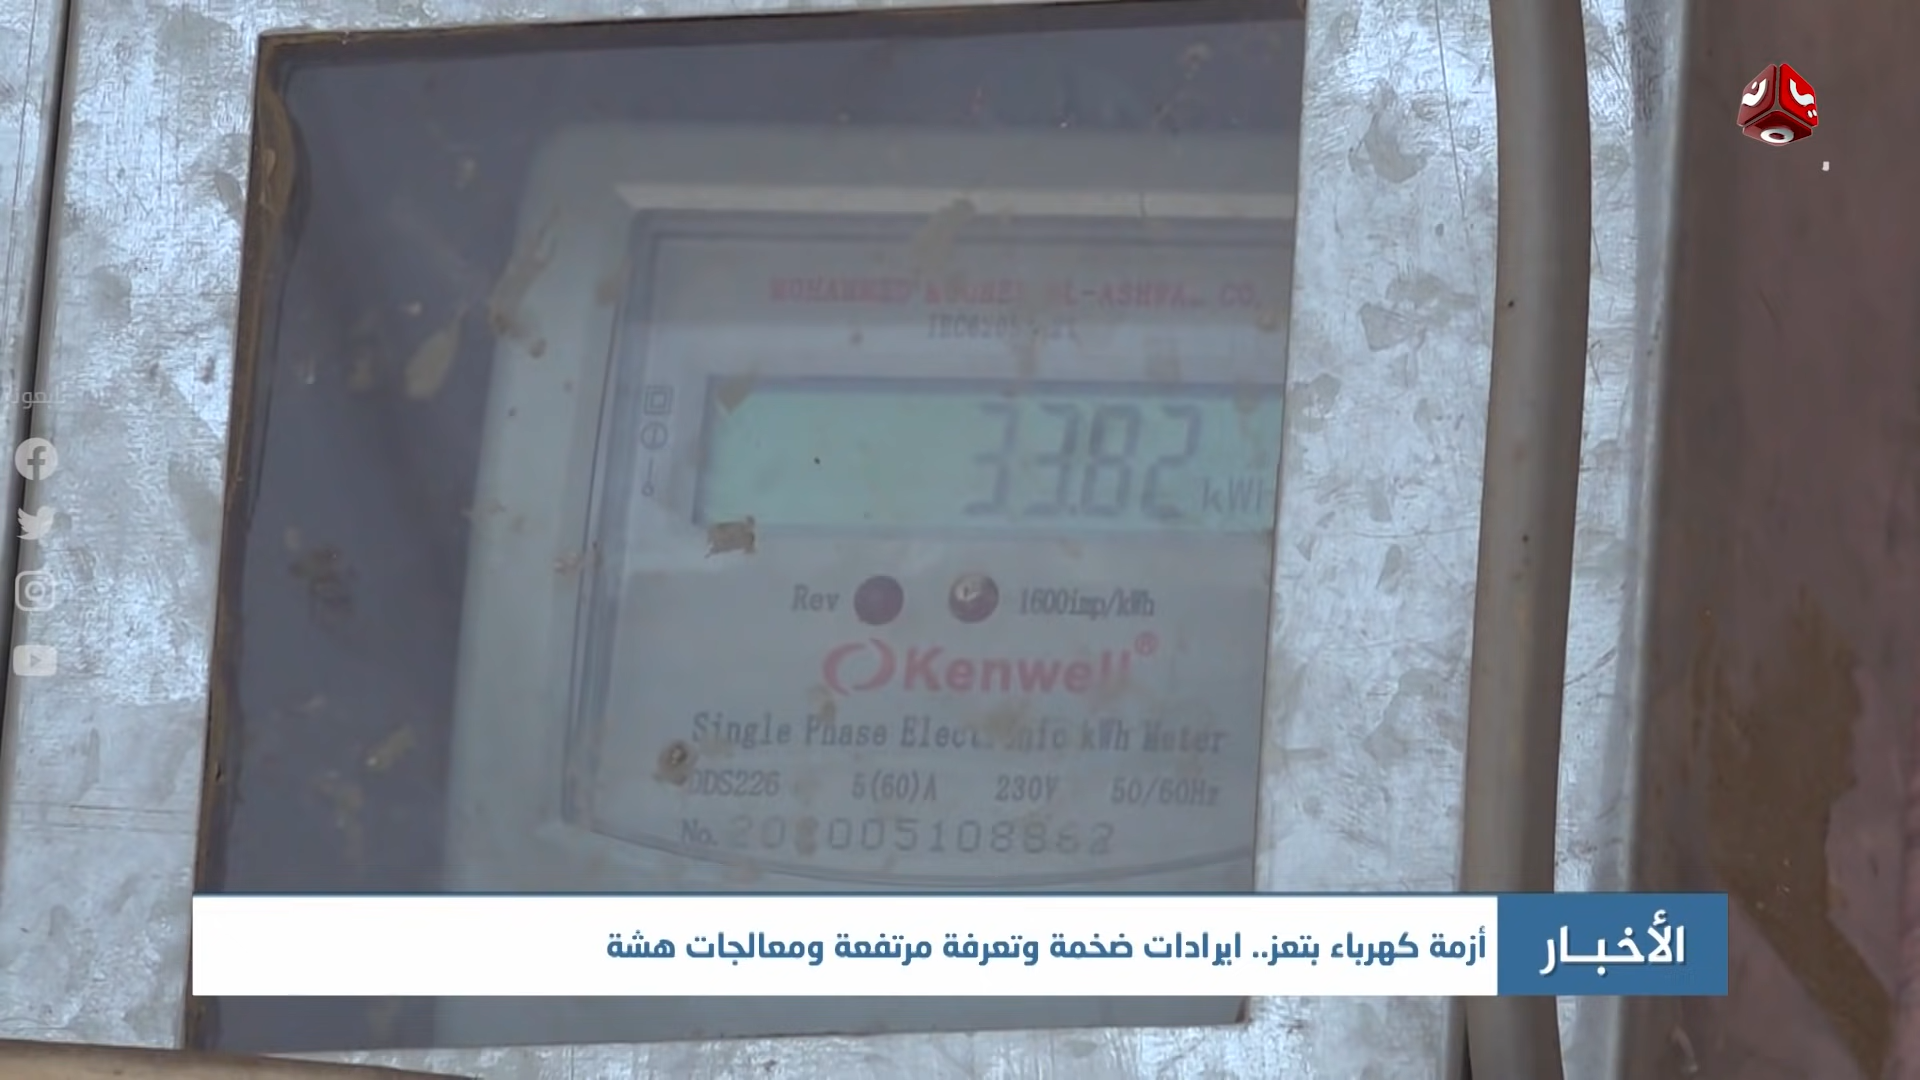 CO.
33.82 kWh
Rev 1600imp/kWh
Kenwell®
Single Phase Electronic kWh Meter
DDS226 5(60)A 230V 50/60Hz
No.
الأخبار
أزمة كهرباء بتعز.. ايرادات ضخمة وتعرفة مرتفعة ومعالجات هشة